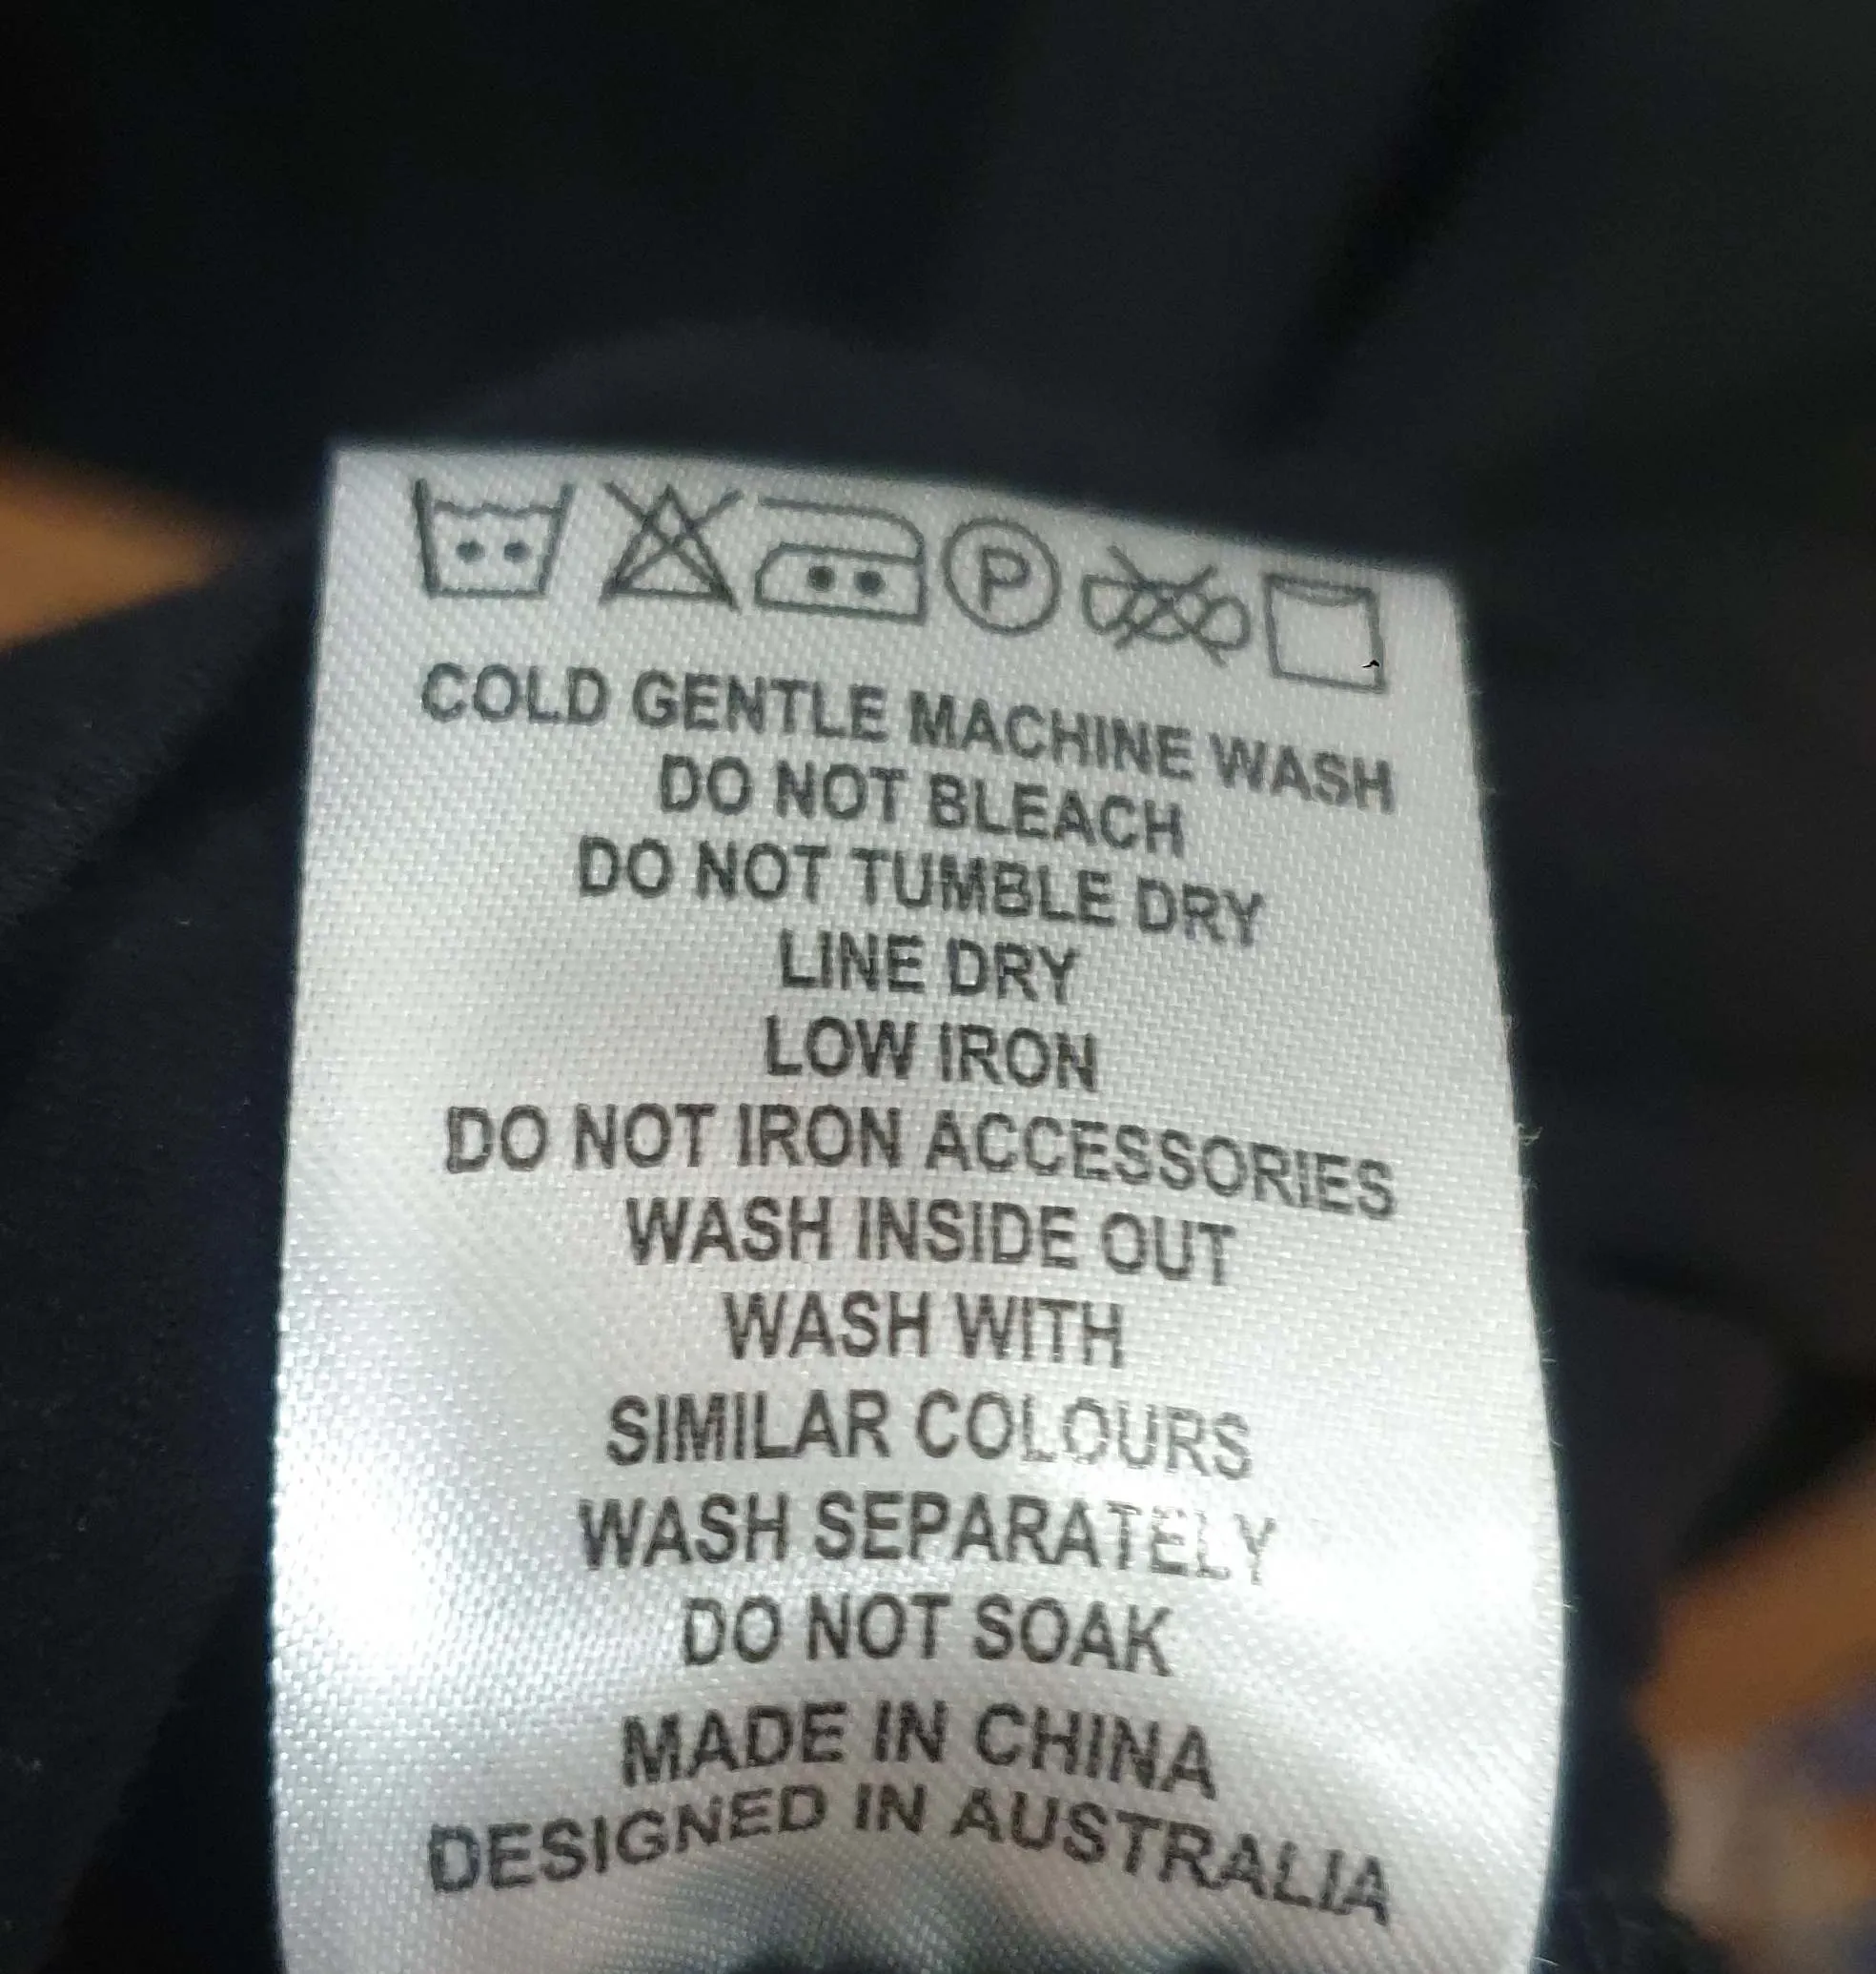 P
COLD GENTLE MACHINE WASH
DO NOT BLEACH
DO NOT TUMBLE DRY
LINE DRY
LOW IRON
DO NOT IRON ACCESSORIES
WASH INSIDE OUT
WASH WITH
SIMILAR COLOURS
WASH SEPARATELY
DO NOT SOAK
MADE IN CHINA
DESIGNED IN AUSTRALIA